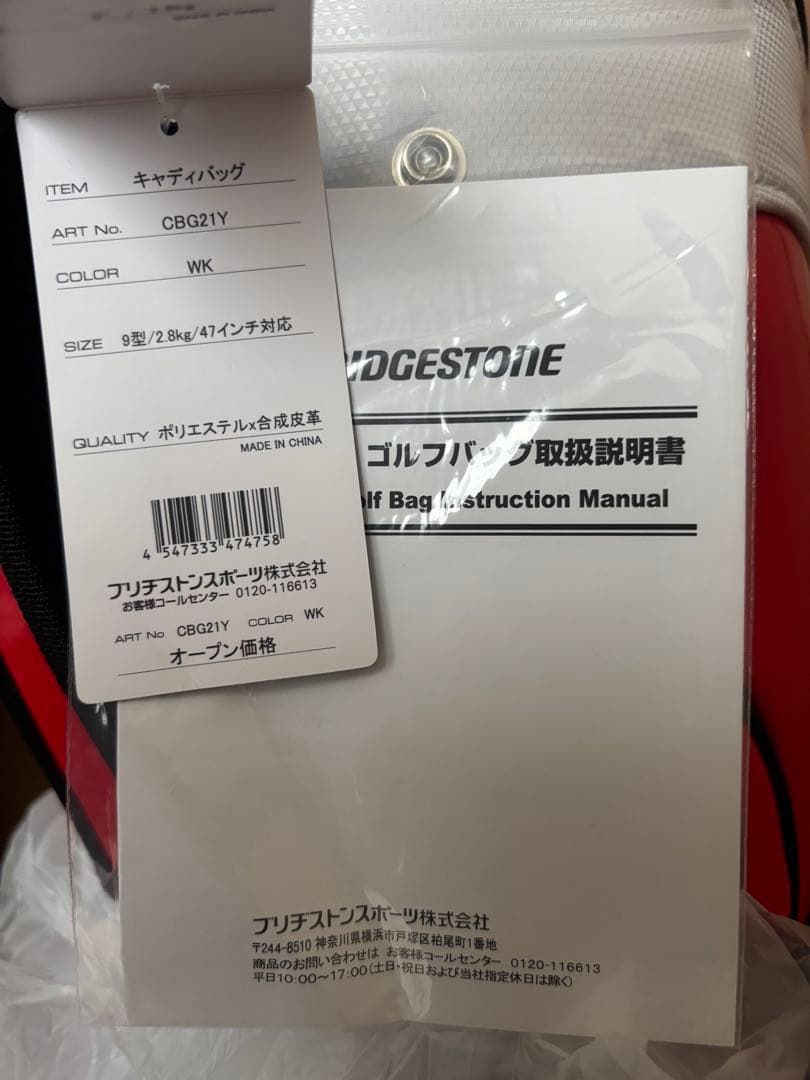 MADE IN CHINA
ITEM キャディバッグ
ART No. CBG21Y
COLOR WK
SIZE 9型/2.8kg/47インチ対応
QUALITY ポリエステルx合成皮革
MADE IN CHINA
4 547333 474758
ブリヂストンスポーツ株式会社
お客様コールセンター 0120-116613
ART No CBG21Y COLOR WK
オープン価格
RIDGESTONE
ゴルフバッグ取扱説明書
olf Bag Instruction Manual
ブリヂストンスポーツ株式会社
〒244-8510 神奈川県横浜市戸塚区柏尾町1番地
商品のお問い合わせは お客様コールセンター 0120-116613
平日10:00～17:00(土日・祝日および当社指定休日は除く)